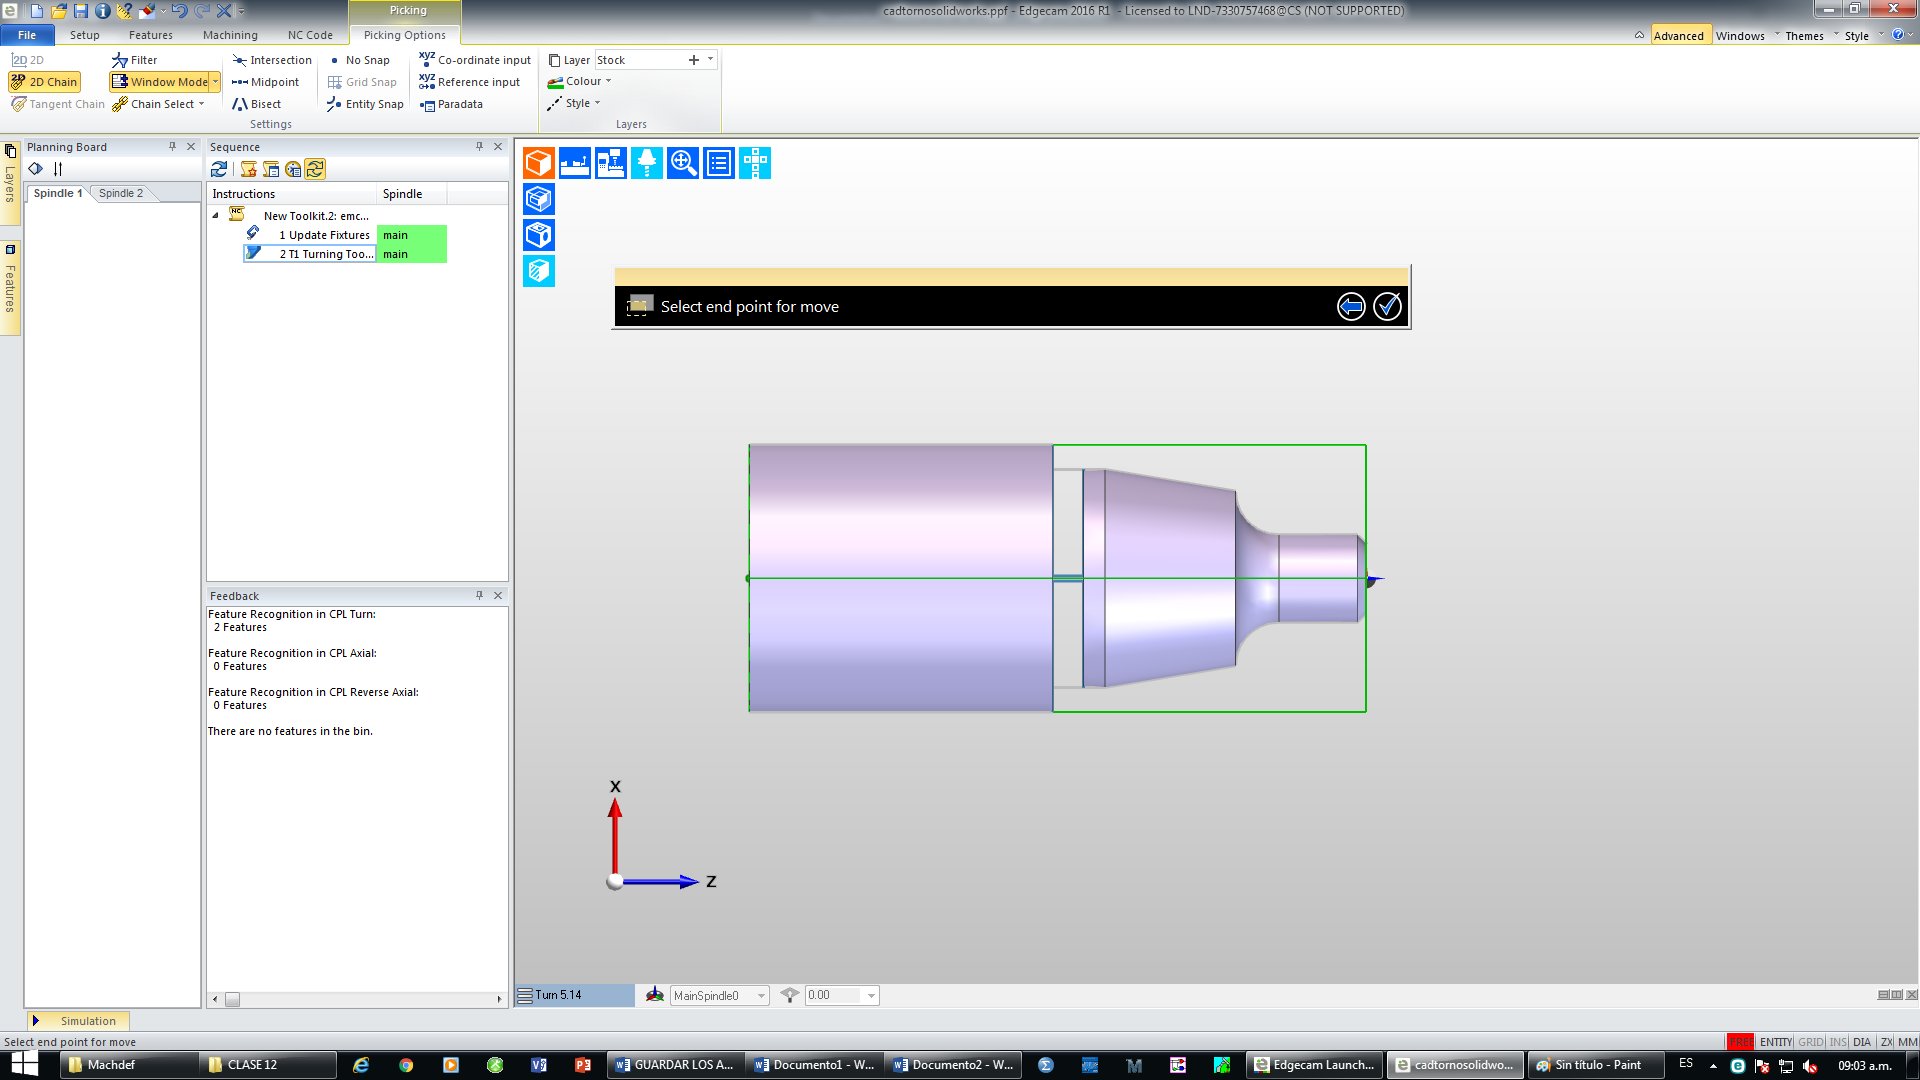 Picking
cadtornosolidworks.ppf - Edgecam 2016 R1 - Licensed to LND-7330757468@CS (NOT SUPPORTED)
File Setup Features Machining NC Code Picking Options Advanced Windows Themes Style
2D Filter Intersection No Snap Co-ordinate input Layer Stock
2D Chain Window Mode Midpoint Grid Snap Reference input Colour
Tangent Chain Chain Select Bisect Entity Snap Paradata Style
Settings Layers
Layers
Features
Planning Board
Spindle 1 Spindle 2
Sequence
Instructions Spindle
New Toolkit.2: emc...
1 Update Fixtures main
2 T1 Turning Too... main
Select end point for move
Feedback
Feature Recognition in CPL Turn:
2 Features
Feature Recognition in CPL Axial:
0 Features
Feature Recognition in CPL Reverse Axial:
0 Features
There are no features in the bin.
X
Z
Turn 5.14 MainSpindle0 0.00
Simulation
Select end point for move
FREE ENTITY GRID INS DIA ZX MM
Machdef CLASE 12 GUARDAR LOS A... Documento1 - W... Documento2 - W... Edgecam Launch... cadtornosolidwo... Sin título - Paint ES 09:03 a.m.